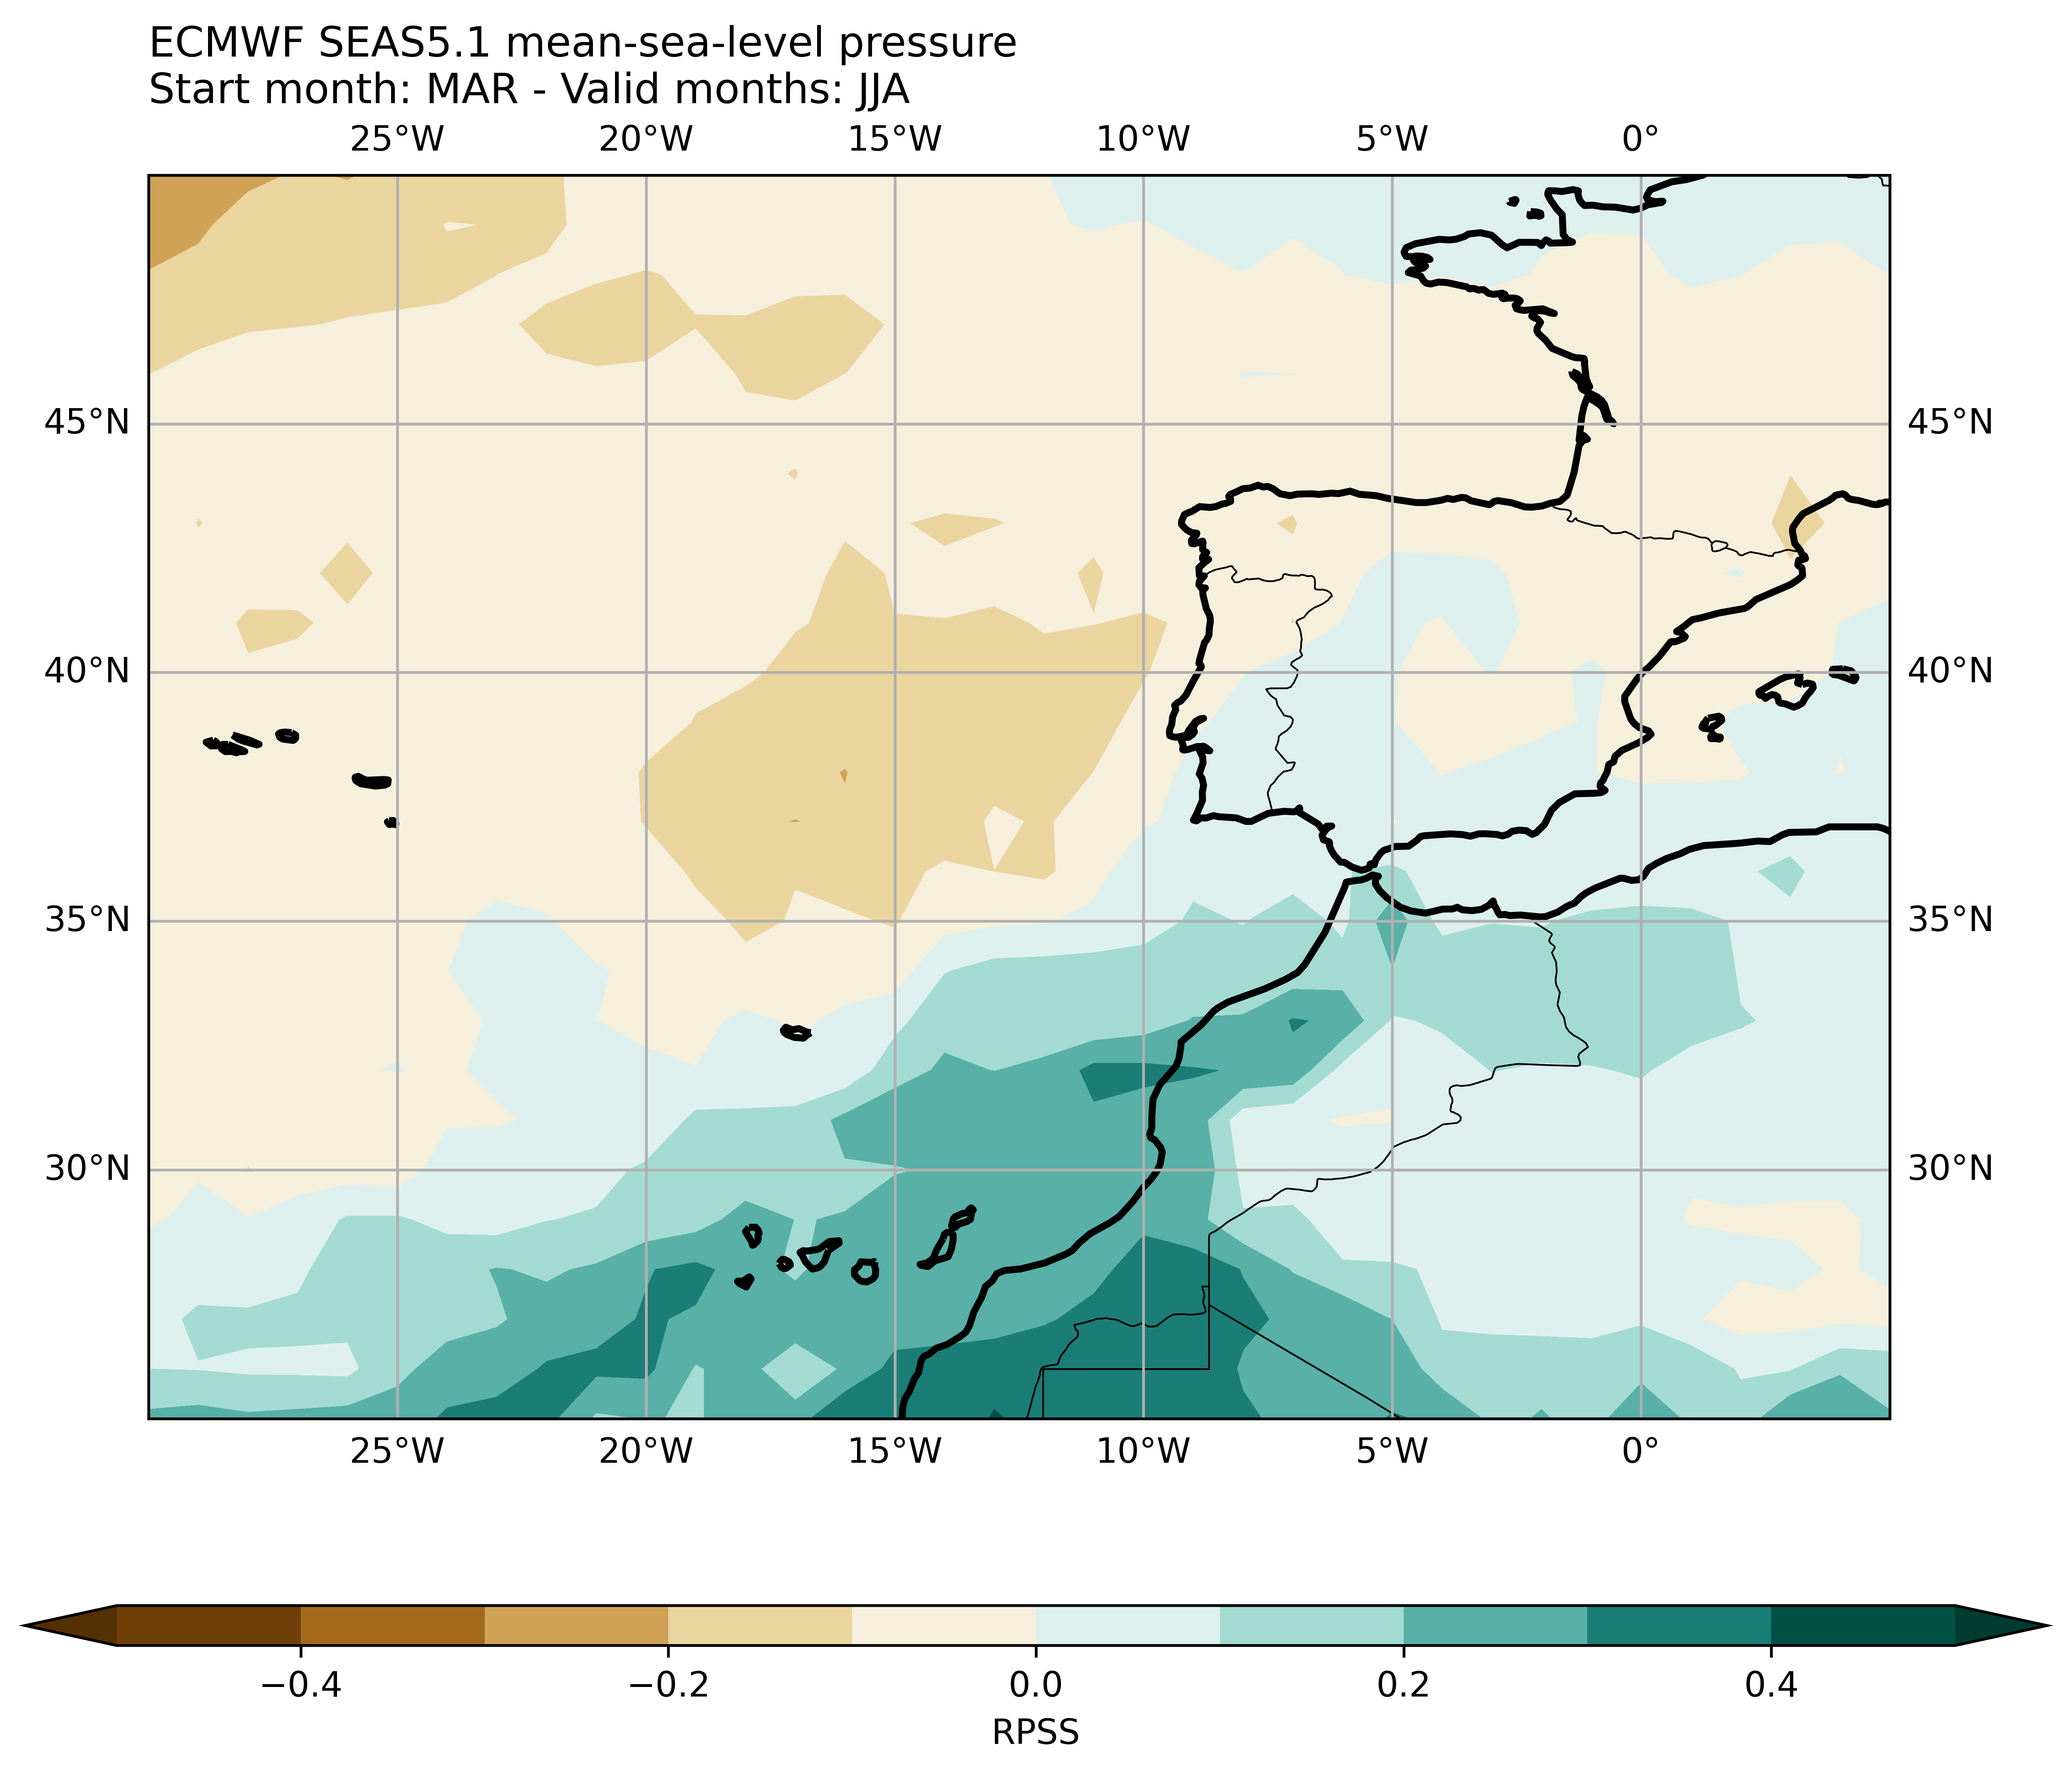 ECMWF SEAS5.1 mean-sea-level pressure
Start month: MAR - Valid months: JJA
25°W 20°W 15°W 10°W 5°W 0°
45°N 45°N
40°N 40°N
35°N 35°N
30°N 30°N
25°W 20°W 15°W 10°W 5°W 0°
−0.4 −0.2 0.0 0.2 0.4
RPSS